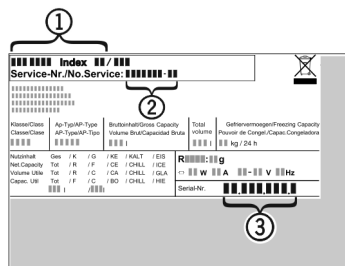 1
Index /
Service-Nr./No.Service: -
2
Klasse/Class Ap-Typ/AP-Type Bruttoinhalt/Gross Capacity Total Gefriervermoegen/Freezing Capacity
Classe/Clase AP-Type/AP-Tipo Volume Brut/Capacidad Bruta volume Pouvoir de Congel./Capac.Congeladora
l l kg / 24 h
Nutzinhalt Ges / K / G / KE / KALT / EIS
Net Capacity Tot / R / F / CE / CHILL / ICE
Volume Utile Tot / R / C / CA / CHILL / GLA
Capac. Util Tot / F / C / BO / CHILL / HIE
l / l
R : g
W A - V Hz
Serial-Nr. . . .
3